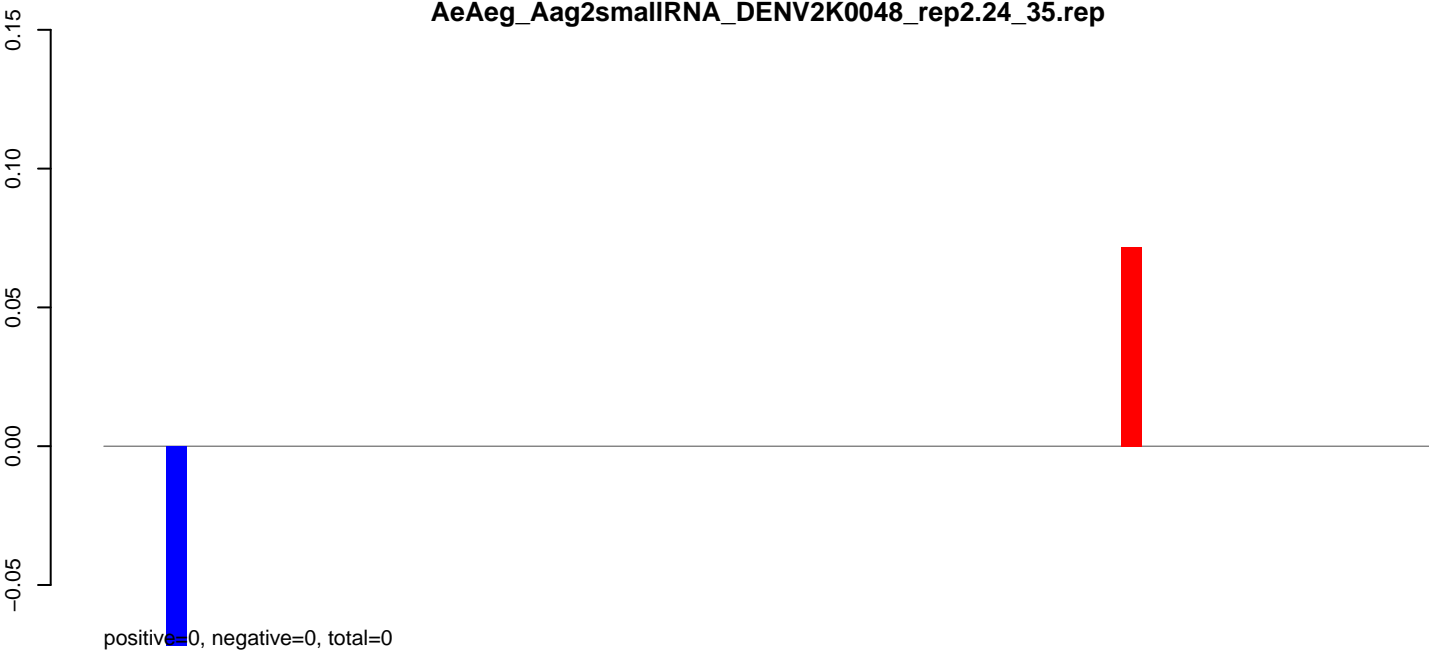 AeAeg_Aag2smallRNA_DENV2K0048_rep2.24_35.rep
0.15
0.10
0.05
0.00
−0.05
positive=0, negative=0, total=0